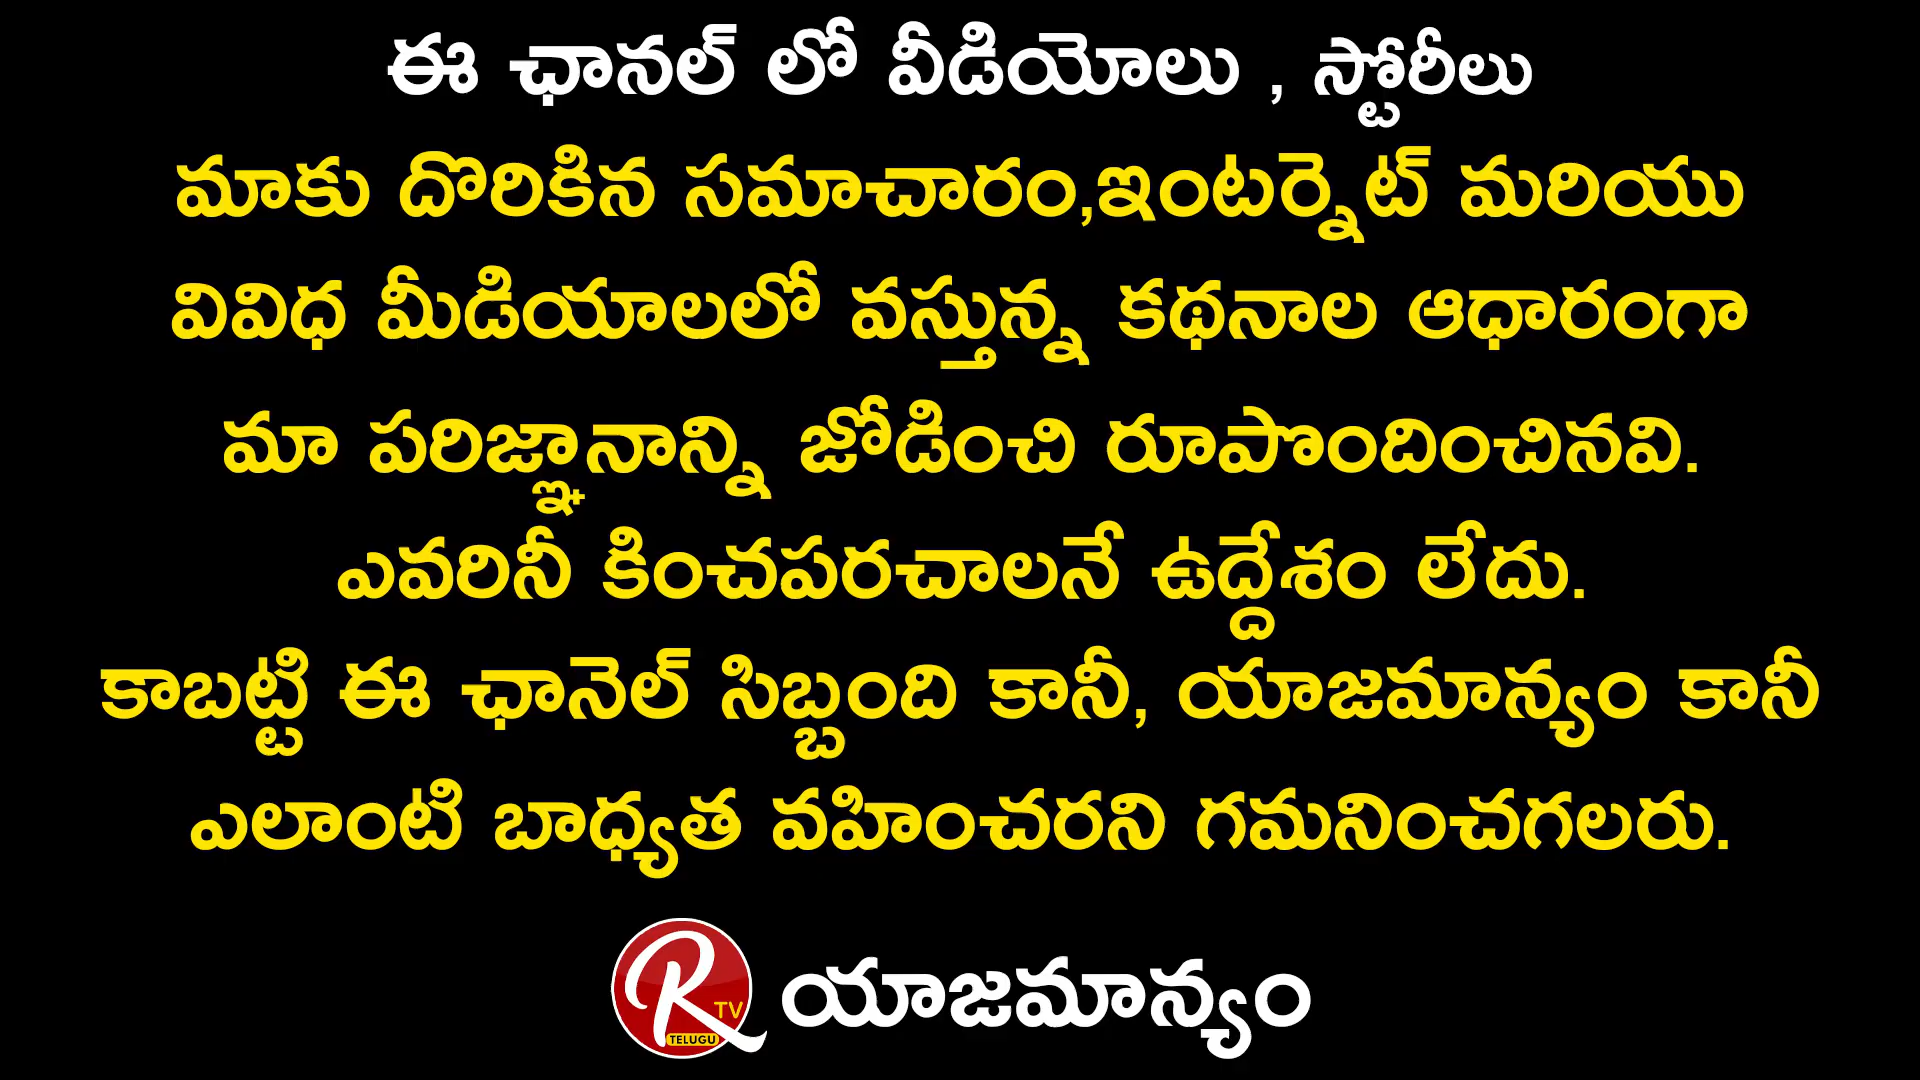 ఈ ఛానల్ లో వీడియోలు , స్టోరీలు
మాకు దొరికిన సమాచారం,ఇంటర్నెట్ మరియు
వివిధ మీడియాలలో వస్తున్న కథనాల ఆధారంగా
మా పరిజ్ఞానాన్ని జోడించి రూపొందించినవి.
ఎవరినీ కించపరచాలనే ఉద్దేశం లేదు.
కాబట్టి ఈ ఛానెల్ సిబ్బంది కానీ, యాజమాన్యం కానీ
ఎలాంటి బాధ్యత వహించరని గమనించగలరు.
R TV TELUGU యాజమాన్యం